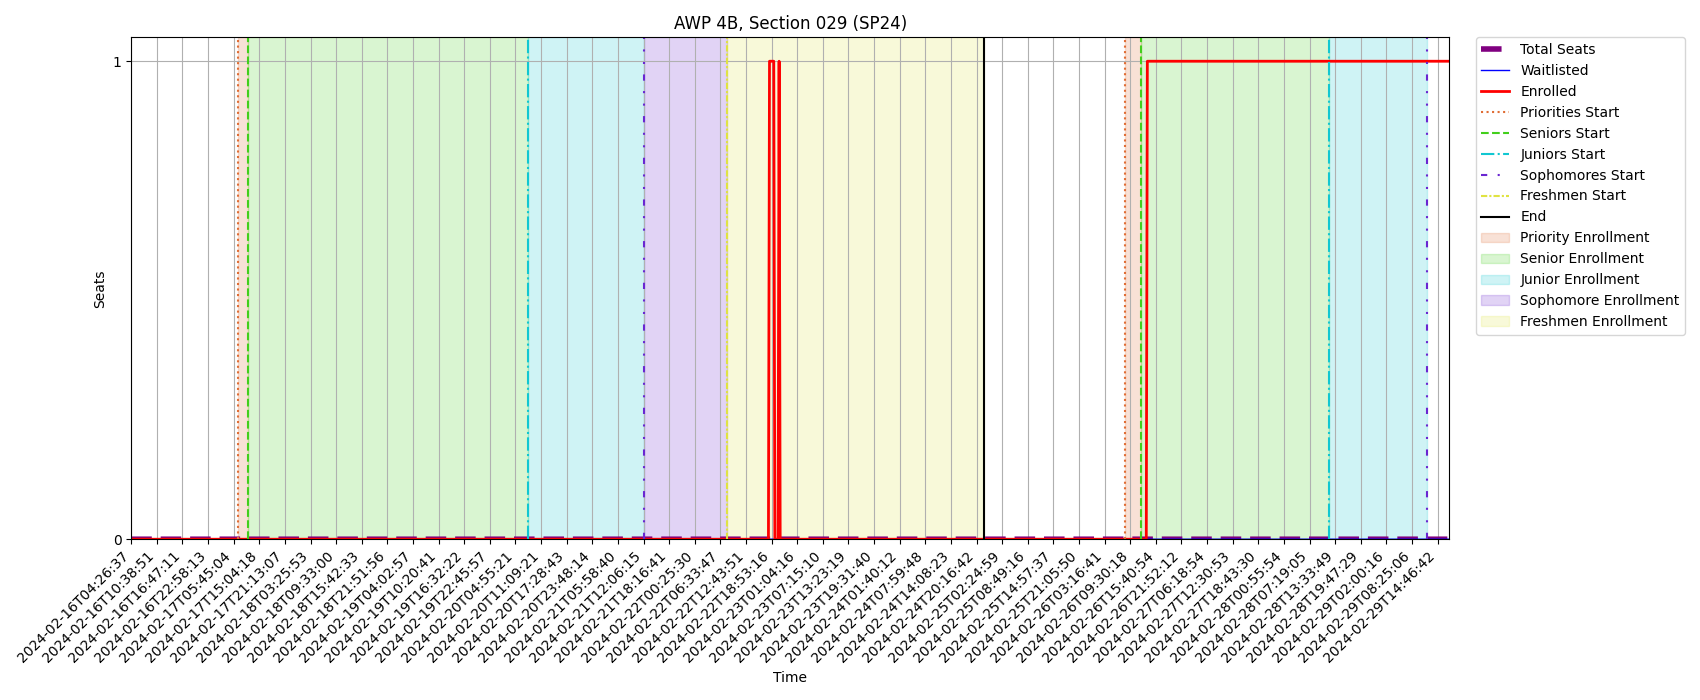 AWP 4B, Section 029 (SP24)
Seats
1
0
2024-02-16T04:26:37
2024-02-16T10:38:51
2024-02-16T16:47:11
2024-02-16T22:58:13
2024-02-17T05:45:04
2024-02-17T15:04:18
2024-02-17T21:13:07
2024-02-18T03:25:53
2024-02-18T09:33:00
2024-02-18T15:42:33
2024-02-18T21:51:56
2024-02-19T04:02:57
2024-02-19T10:20:41
2024-02-19T16:32:22
2024-02-19T22:45:57
2024-02-20T04:55:21
2024-02-20T11:09:21
2024-02-20T17:28:43
2024-02-20T23:48:14
2024-02-21T05:58:40
2024-02-21T12:06:15
2024-02-21T18:16:41
2024-02-22T00:25:30
2024-02-22T06:33:47
2024-02-22T12:43:51
2024-02-22T18:53:16
2024-02-23T01:04:16
2024-02-23T07:15:10
2024-02-23T13:23:19
2024-02-23T19:31:40
2024-02-24T01:40:12
2024-02-24T07:59:48
2024-02-24T14:08:23
2024-02-24T20:16:42
2024-02-25T02:24:59
2024-02-25T08:49:16
2024-02-25T14:57:37
2024-02-25T21:05:50
2024-02-26T03:16:41
2024-02-26T09:30:18
2024-02-26T15:40:54
2024-02-26T21:52:12
2024-02-27T06:18:54
2024-02-27T12:30:53
2024-02-27T18:43:30
2024-02-28T00:55:54
2024-02-28T07:19:05
2024-02-28T13:33:49
2024-02-28T19:47:29
2024-02-29T02:00:16
2024-02-29T08:25:06
2024-02-29T14:46:42
Time
Total Seats
Waitlisted
Enrolled
Priorities Start
Seniors Start
Juniors Start
Sophomores Start
Freshmen Start
End
Priority Enrollment
Senior Enrollment
Junior Enrollment
Sophomore Enrollment
Freshmen Enrollment